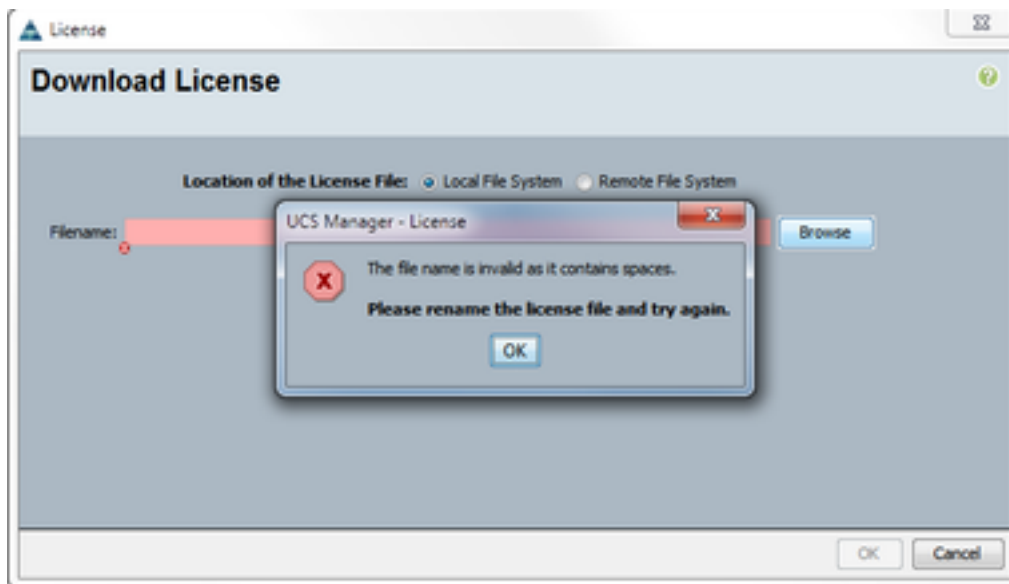 License
Download License
Location of the License File: Local File System Remote File System
Filename:
Browse
UCS Manager - License
The file name is invalid as it contains spaces.
Please rename the license file and try again.
OK
OK Cancel